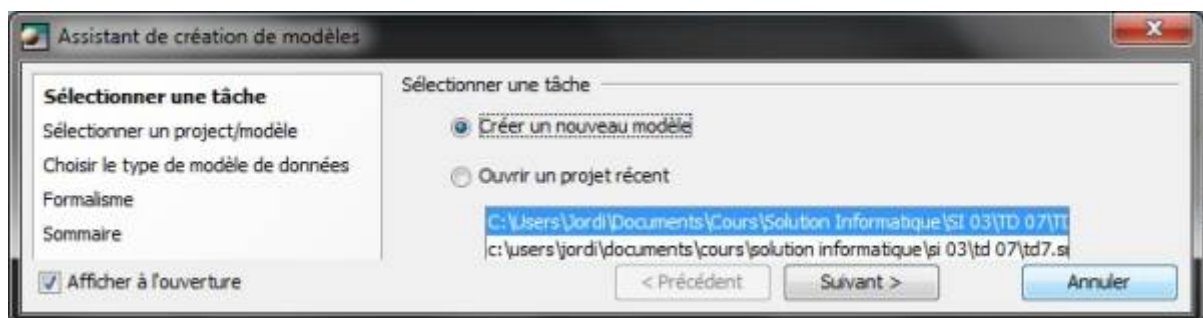 Assistant de création de modèles
Sélectionner une tâche
Sélectionner un project/modèle
Choisir le type de modèle de données
Formalisme
Sommaire
Afficher à l'ouverture
Sélectionner une tâche
Créer un nouveau modèle
Ouvrir un projet récent
C:\Users\Jordi\Documents\Cours\Solution Informatique\SI 03\TD 07\TD
c:\users\jordi\documents\cours\solution informatique\si 03\td 07\td7.si
< Précédent
Suivant >
Annuler